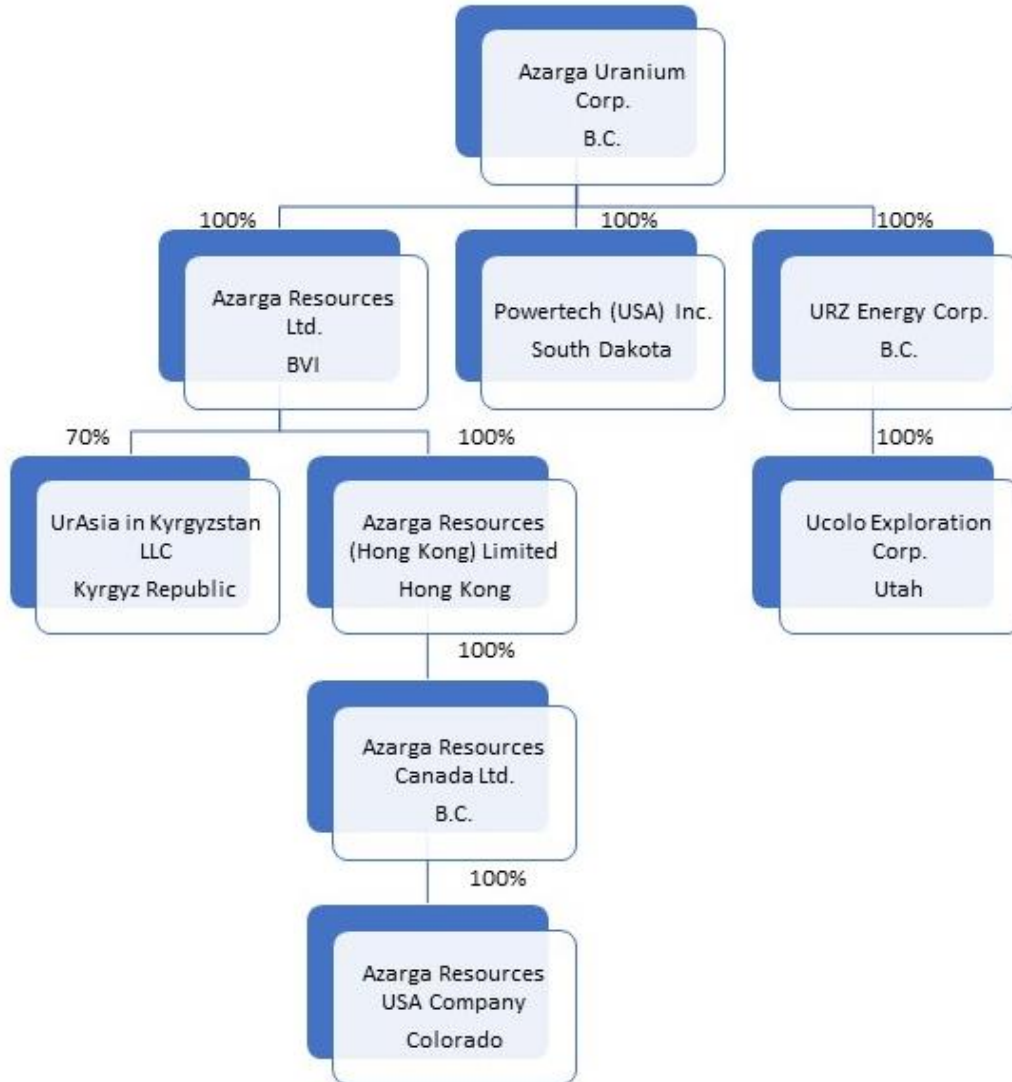 Azarga Uranium
Corp.
B.C.
100%
100%
100%
Azarga Resources
Ltd.
BVI
Powertech (USA) Inc.
South Dakota
URZ Energy Corp.
B.C.
70%
100%
100%
UrAsia in Kyrgyzstan
LLC
Kyrgyz Republic
Azarga Resources
(Hong Kong) Limited
Hong Kong
Ucolo Exploration
Corp.
Utah
100%
Azarga Resources
Canada Ltd.
B.C.
100%
Azarga Resources
USA Company
Colorado